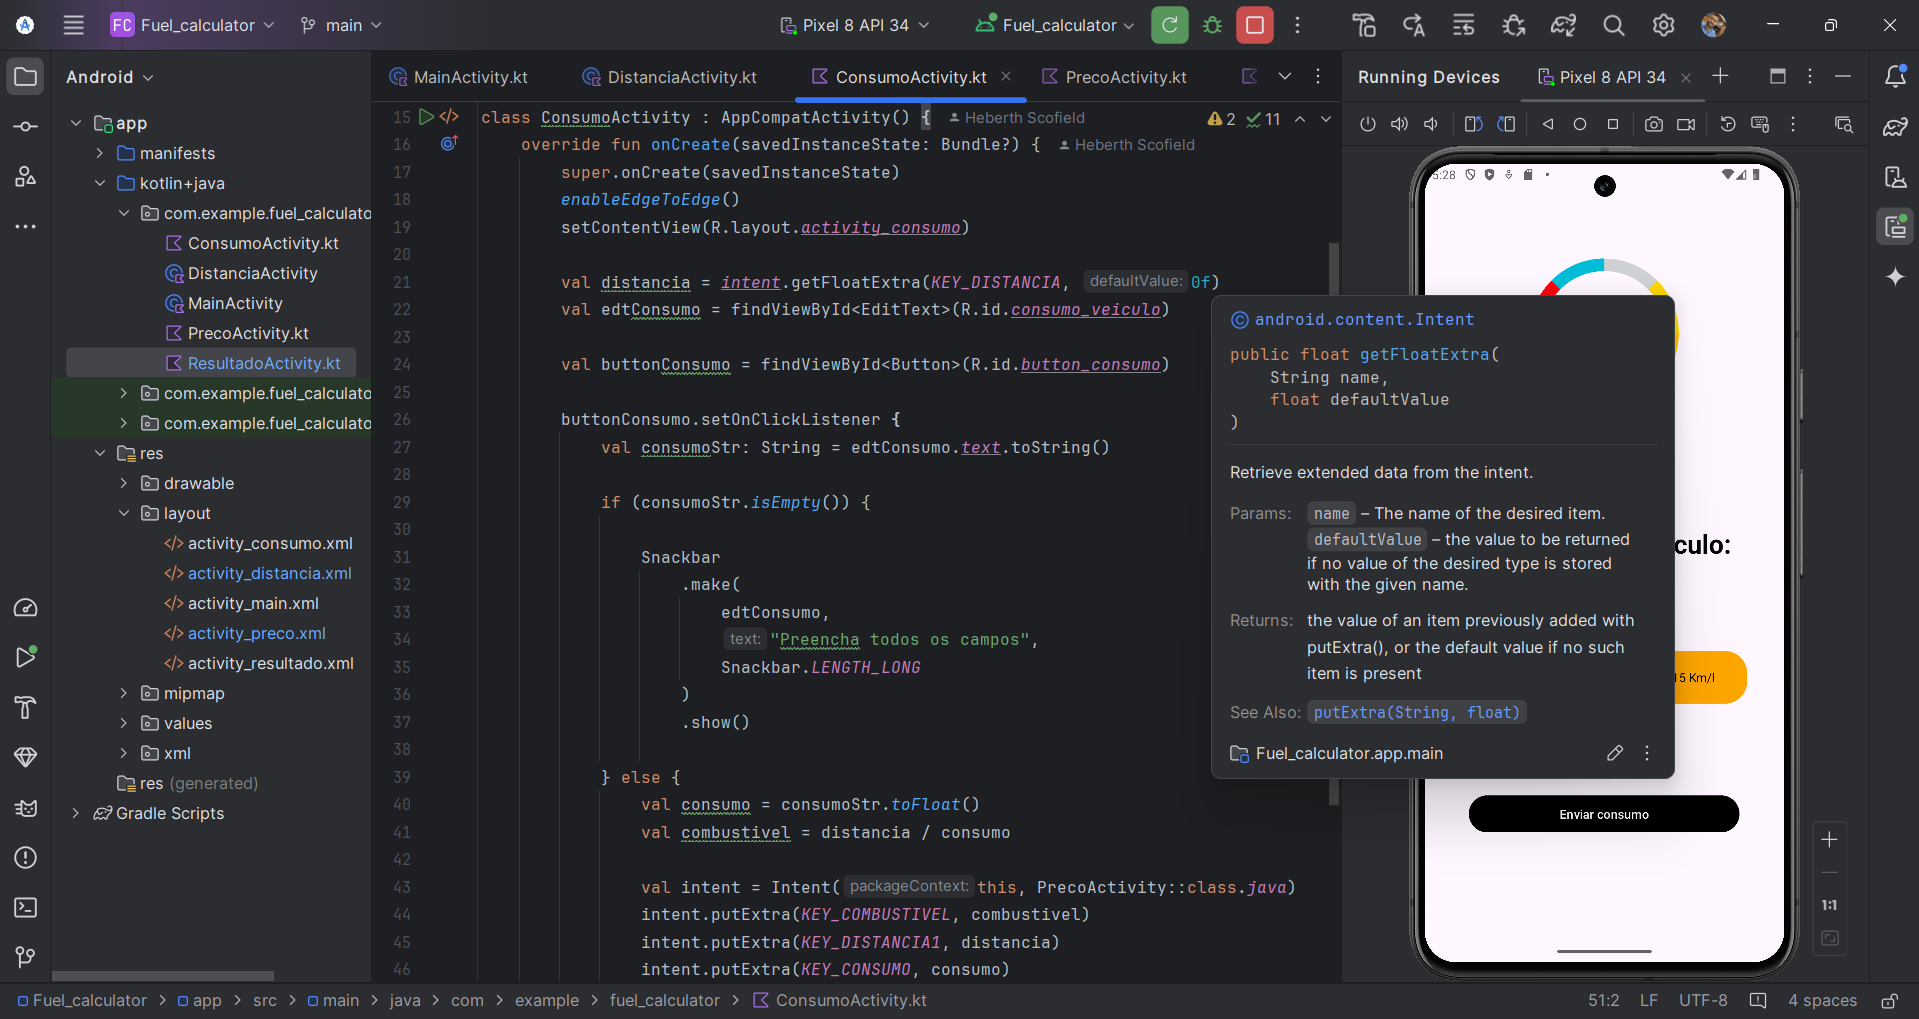 FC Fuel_calculator main Pixel 8 API 34 Fuel_calculator
Android
app
manifests
kotlin+java
com.example.fuel_calculato
ConsumoActivity.kt
DistanciaActivity
MainActivity
PrecoActivity.kt
ResultadoActivity.kt
com.example.fuel_calculato
com.example.fuel_calculato
res
drawable
layout
activity_consumo.xml
activity_distancia.xml
activity_main.xml
activity_preco.xml
activity_resultado.xml
mipmap
values
xml
res (generated)
Gradle Scripts
MainActivity.kt DistanciaActivity.kt ConsumoActivity.kt PrecoActivity.kt
2 11
15 class ConsumoActivity : AppCompatActivity() { Heberth Scofield
16 override fun onCreate(savedInstanceState: Bundle?) { Heberth Scofield
17 super.onCreate(savedInstanceState)
18 enableEdgeToEdge()
19 setContentView(R.layout.activity_consumo)
20
21 val distancia = intent.getFloatExtra(KEY_DISTANCIA, defaultValue: 0f)
22 val edtConsumo = findViewById<EditText>(R.id.consumo_veiculo)
23
24 val buttonConsumo = findViewById<Button>(R.id.button_consumo)
25
26 buttonConsumo.setOnClickListener {
27 val consumoStr: String = edtConsumo.text.toString()
28
29 if (consumoStr.isEmpty()) {
30
31 Snackbar
32 .make(
33 edtConsumo,
34 text: "Preencha todos os campos",
35 Snackbar.LENGTH_LONG
36 )
37 .show()
38
39 } else {
40 val consumo = consumoStr.toFloat()
41 val combustivel = distancia / consumo
42
43 val intent = Intent( packageContext: this, PrecoActivity::class.java)
44 intent.putExtra(KEY_COMBUSTIVEL, combustivel)
45 intent.putExtra(KEY_DISTANCIA1, distancia)
46 intent.putExtra(KEY_CONSUMO, consumo)
android.content.Intent
public float getFloatExtra(
String name,
float defaultValue
)
Retrieve extended data from the intent.
Params: name – The name of the desired item.
defaultValue – the value to be returned
if no value of the desired type is stored
with the given name.
Returns: the value of an item previously added with
putExtra(), or the default value if no such
item is present
See Also: putExtra(String, float)
Fuel_calculator.app.main
Running Devices Pixel 8 API 34
5:28
culo:
15 Km/l
Enviar consumo
1:1
Fuel_calculator > app > src > main > java > com > example > fuel_calculator > ConsumoActivity.kt
51:2 LF UTF-8 4 spaces